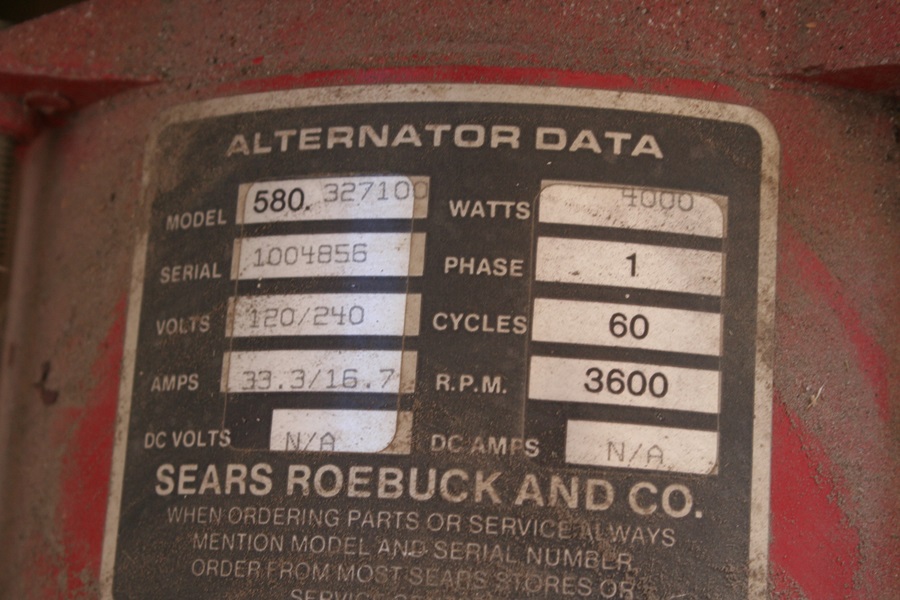 ALTERNATOR DATA
MODEL 580. 327100 WATTS 4000
SERIAL 1004856 PHASE 1
VOLTS 120/240 CYCLES 60
AMPS 33.3/16.7 R.P.M. 3600
DC VOLTS N/A DC AMPS N/A
SEARS ROEBUCK AND CO.
WHEN ORDERING PARTS OR SERVICE ALWAYS
MENTION MODEL AND SERIAL NUMBER,
ORDER FROM MOST SEARS STORES OR